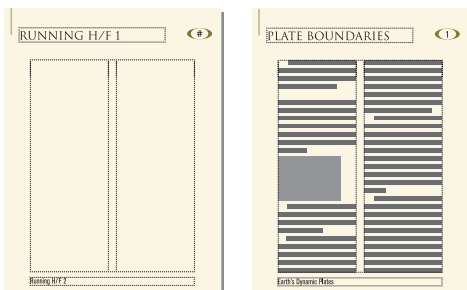 RUNNING H/F 1
#
Running H/F 2
PLATE BOUNDARIES
1
Earth's Dynamic Plates